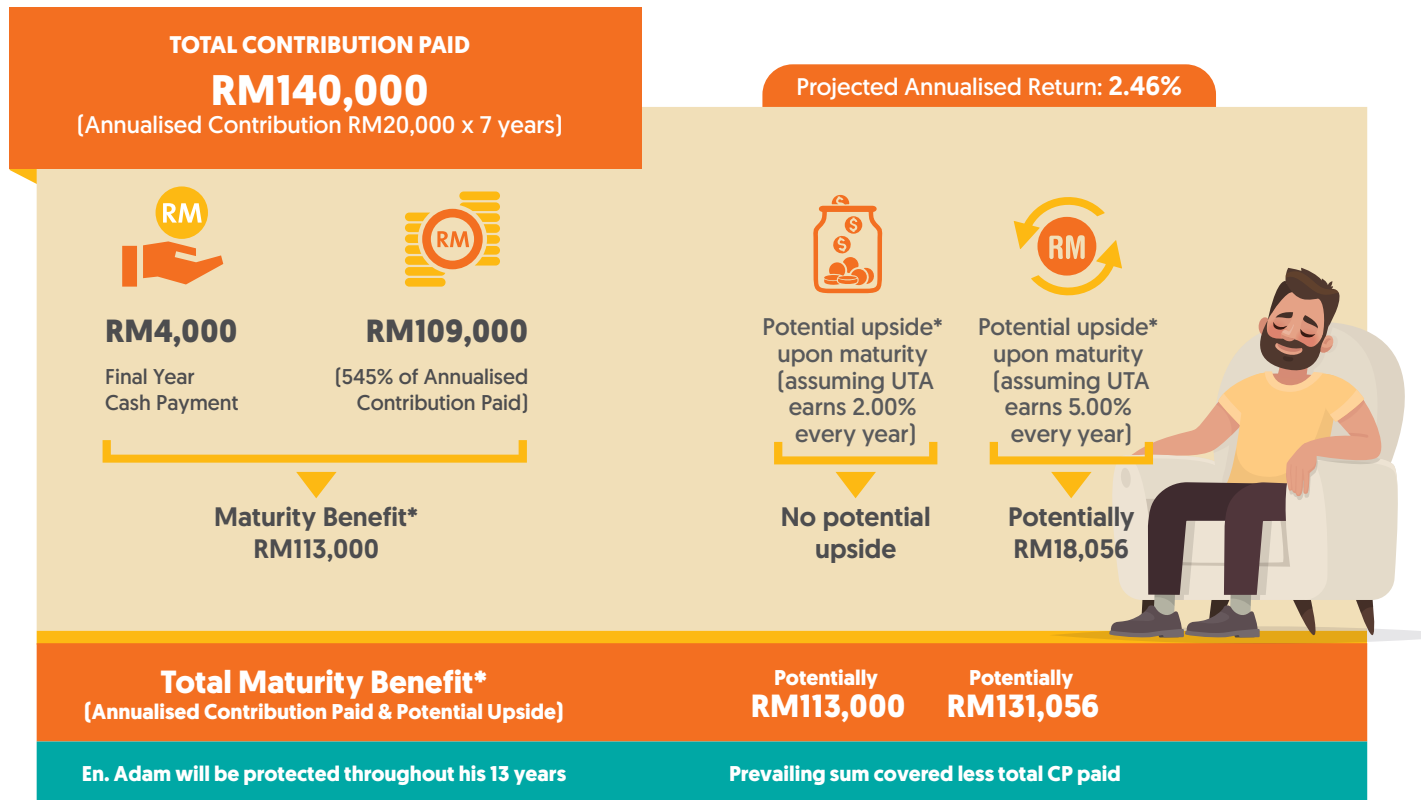 TOTAL CONTRIBUTION PAID
RM140,000
(Annualised Contribution RM20,000 x 7 years)
Projected Annualised Return: 2.46%
RM
RM4,000
Final Year
Cash Payment
RM
RM109,000
(545% of Annualised
Contribution Paid)
Maturity Benefit*
RM113,000
$
$
$
Potential upside*
upon maturity
(assuming UTA
earns 2.00%
every year)
No potential
upside
RM
Potential upside*
upon maturity
(assuming UTA
earns 5.00%
every year)
Potentially
RM18,056
Total Maturity Benefit*
(Annualised Contribution Paid & Potential Upside)
Potentially
RM113,000
Potentially
RM131,056
En. Adam will be protected throughout his 13 years
Prevailing sum covered less total CP paid